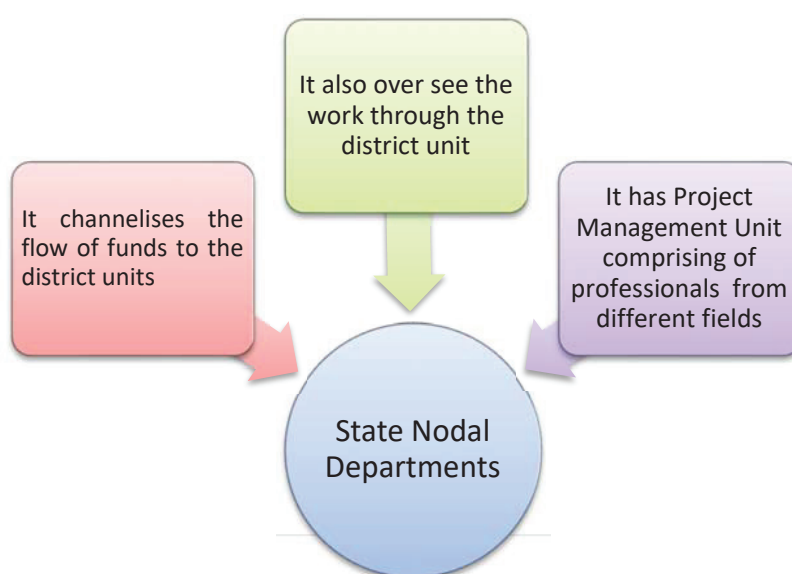 It also over see the
work through the
district unit
It channelises the
flow of funds to the
district units
It has Project
Management Unit
comprising of
professionals from
different fields
State Nodal
Departments